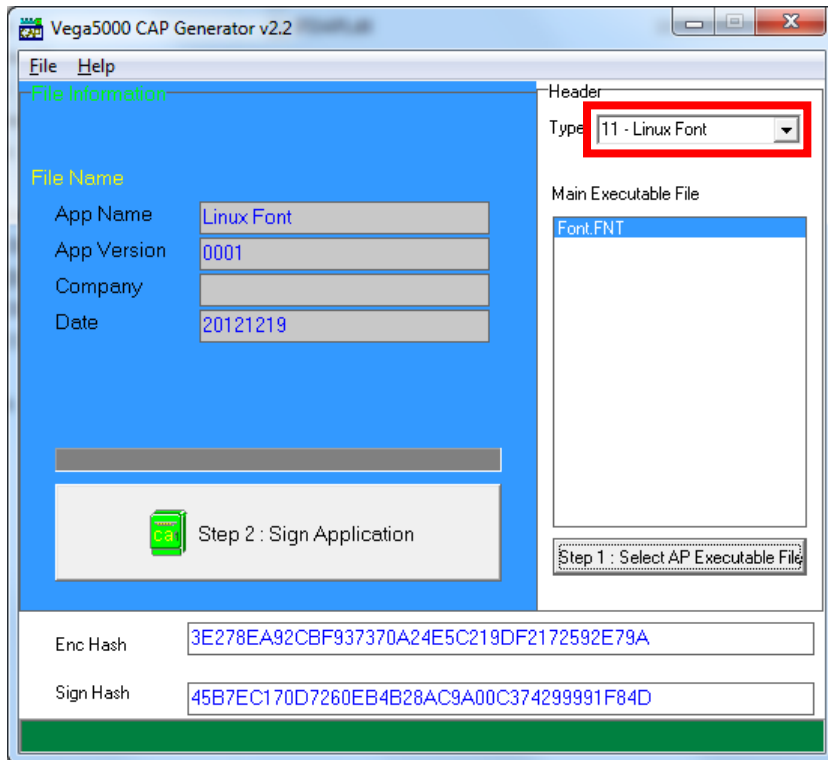 Vega5000 CAP Generator v2.2
File Help
File Information
Header
Type 11 - Linux Font
File Name
Main Executable File
App Name Linux Font
Font.FNT
App Version 0001
Company
Date 20121219
Step 2 : Sign Application
Step 1 : Select AP Executable File
Enc Hash 3E278EA92CBF937370A24E5C219DF2172592E79A
Sign Hash 45B7EC170D7260EB4B28AC9A00C374299991F84D